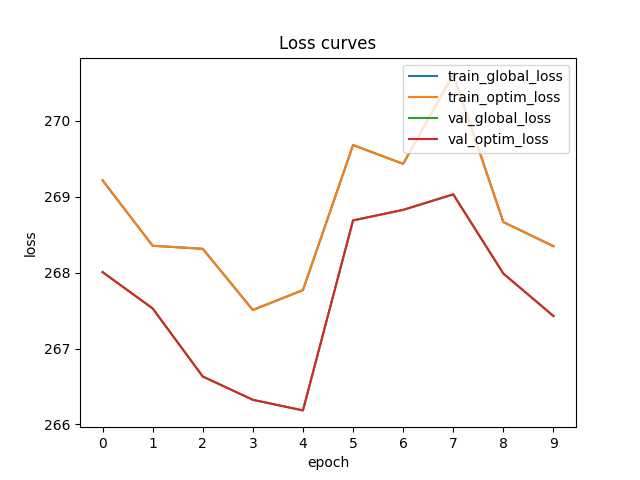 Loss curves
train_global_loss
train_optim_loss
val_global_loss
val_optim_loss
270
269
268
267
266
loss
0 1 2 3 4 5 6 7 8 9
epoch